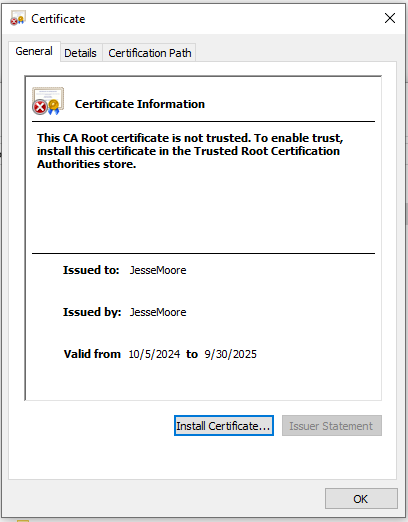 Certificate
General Details Certification Path
Certificate Information
This CA Root certificate is not trusted. To enable trust,
install this certificate in the Trusted Root Certification
Authorities store.
Issued to: JesseMoore
Issued by: JesseMoore
Valid from 10/5/2024 to 9/30/2025
Install Certificate... Issuer Statement
OK